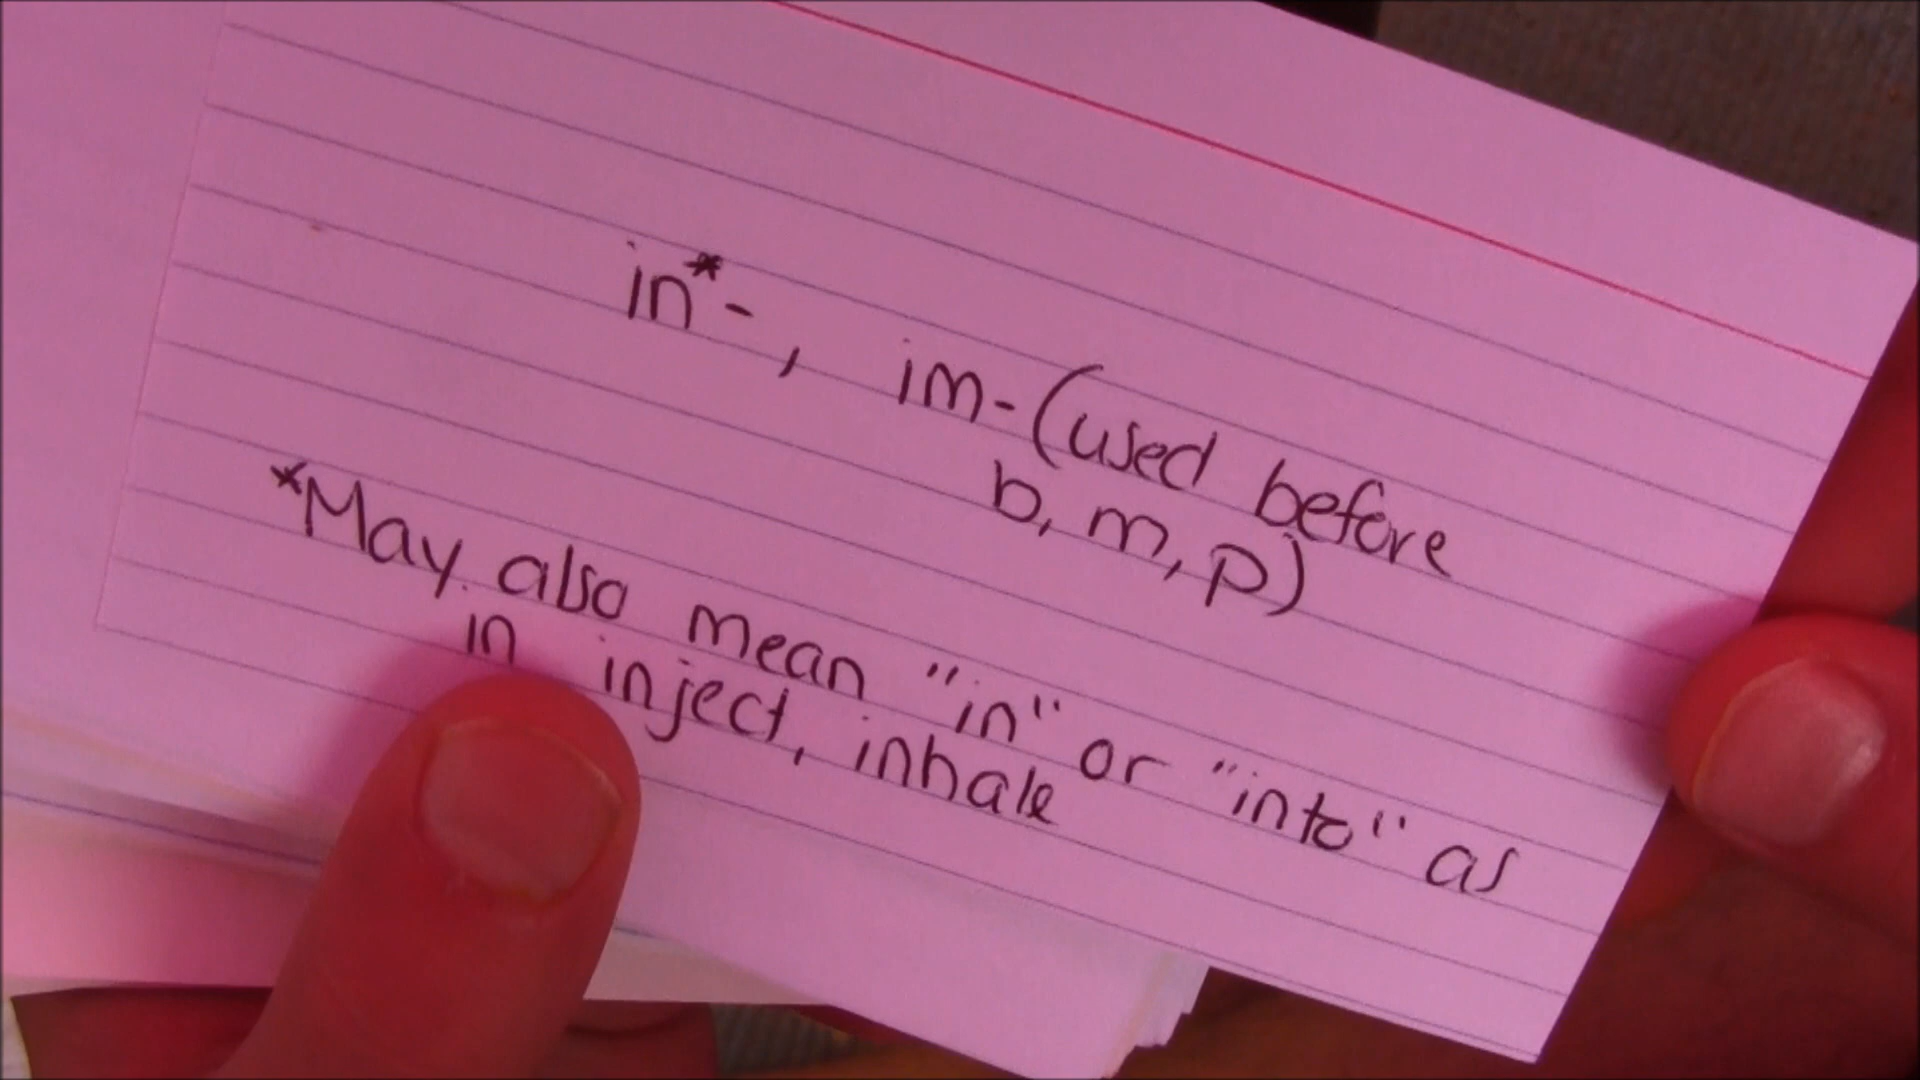 in*-, im-(used before
b, m, p)
*May also mean "in" or "into" as
in inject, inhale